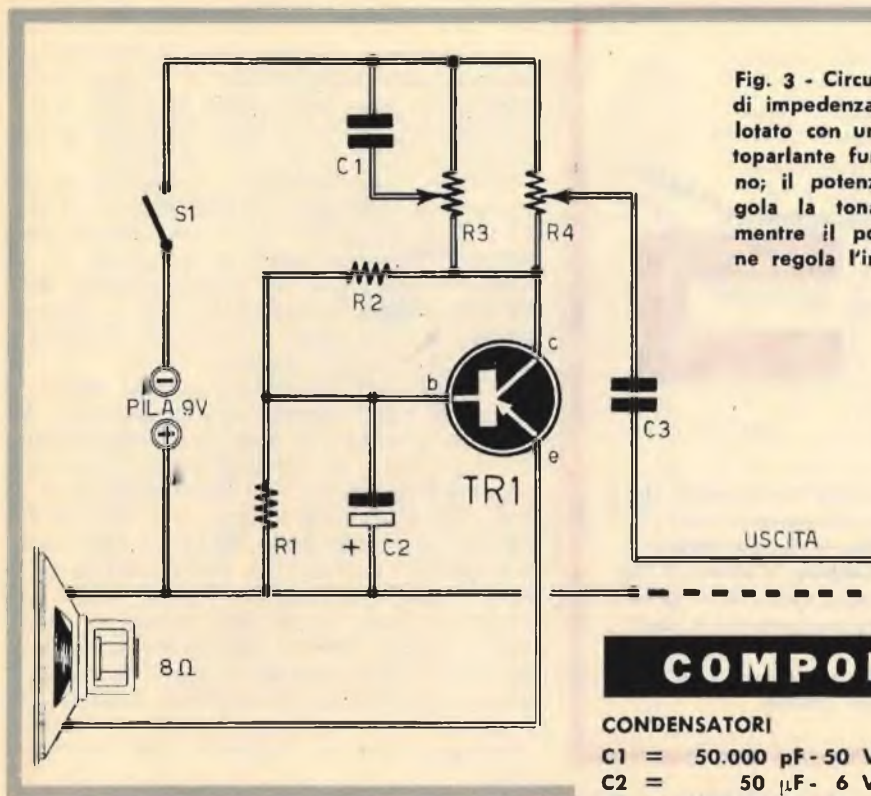 Fig. 3 - Circu
di impedenza
lotato con un
toparlante fun
no; il potenz
gola la tona
mentre il po
ne regola l'in
C1
R3
R4
S1
R2
c
b
PILA 9V
e
C3
TR1
R1
+ C2
USCITA
8Ω
COMPO
CONDENSATORI
C1 = 50.000 pF - 50 V
C2 = 50 µF - 6 V